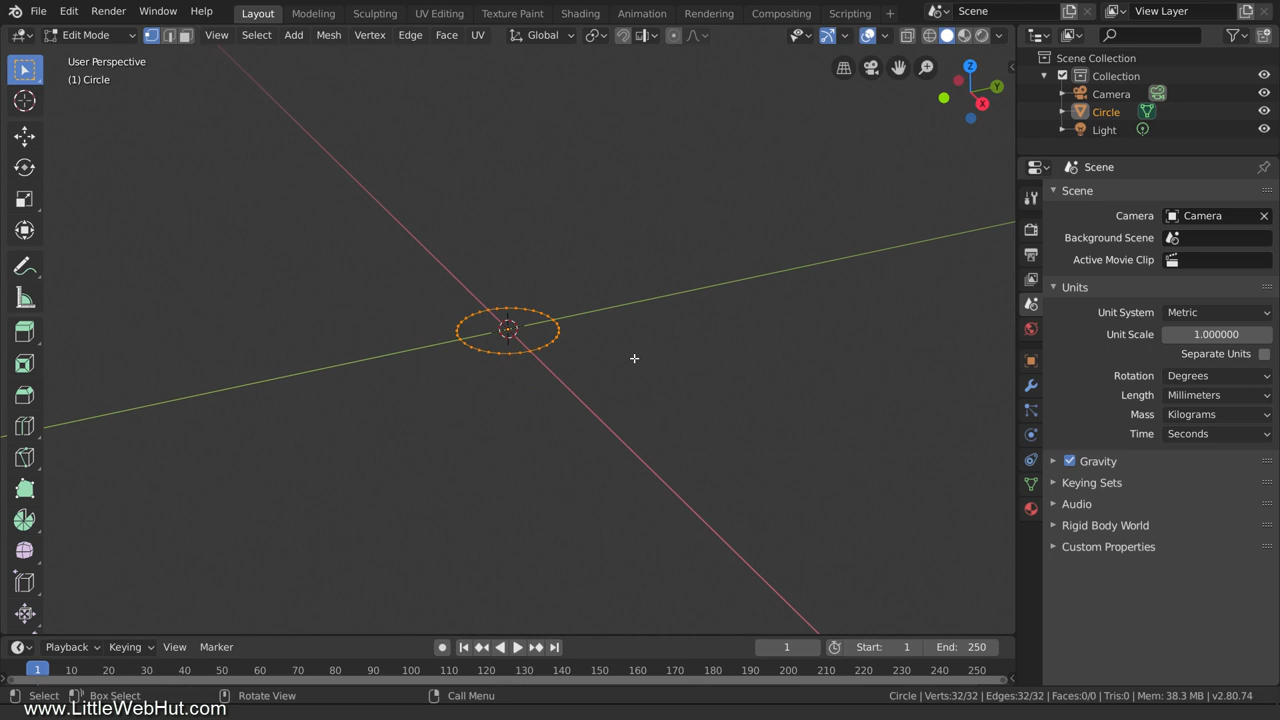 File Edit Render Window Help Layout Modeling Sculpting UV Editing Texture Paint Shading Animation Rendering Compositing Scripting + Scene View Layer
Edit Mode View Select Add Mesh Vertex Edge Face UV Global
User Perspective
(1) Circle
Z
Y
X
Scene Collection
Collection
Camera
Circle
Light
Scene
Scene
Camera Camera
Background Scene
Active Movie Clip
Units
Unit System Metric
Unit Scale 1.000000
Separate Units
Rotation Degrees
Length Millimeters
Mass Kilograms
Time Seconds
Gravity
Keying Sets
Audio
Rigid Body World
Custom Properties
Playback Keying View Marker 1 Start: 1 End: 250
1 10 20 30 40 50 60 70 80 90 100 110 120 130 140 150 160 170 180 190 200 210 220 230 240 250
Select Box Select Rotate View Call Menu Circle | Verts:32/32 | Edges:32/32 | Faces:0/0 | Tris:0 | Mem: 38.3 MB | v2.80.74
www.LittleWebHut.com